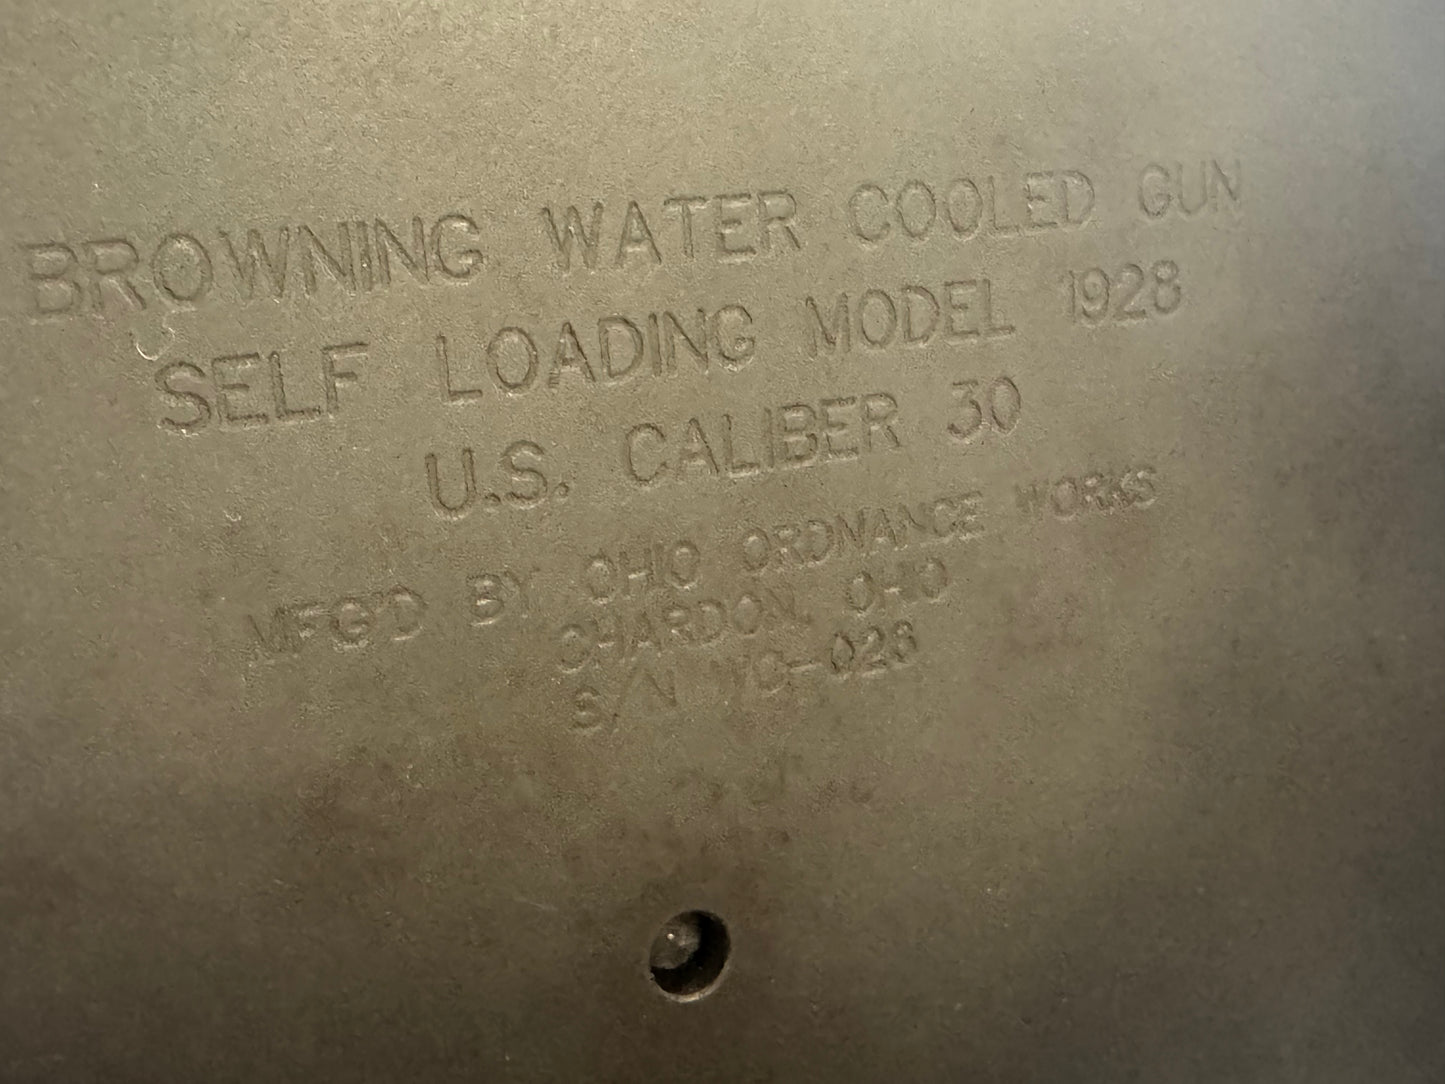 BROWNING WATER COOLED GUN
SELF LOADING MODEL 1928
U.S. CALIBER 30
MFG'D BY OHIO ORDNANCE WORKS
CHARDON, OHIO
S/N